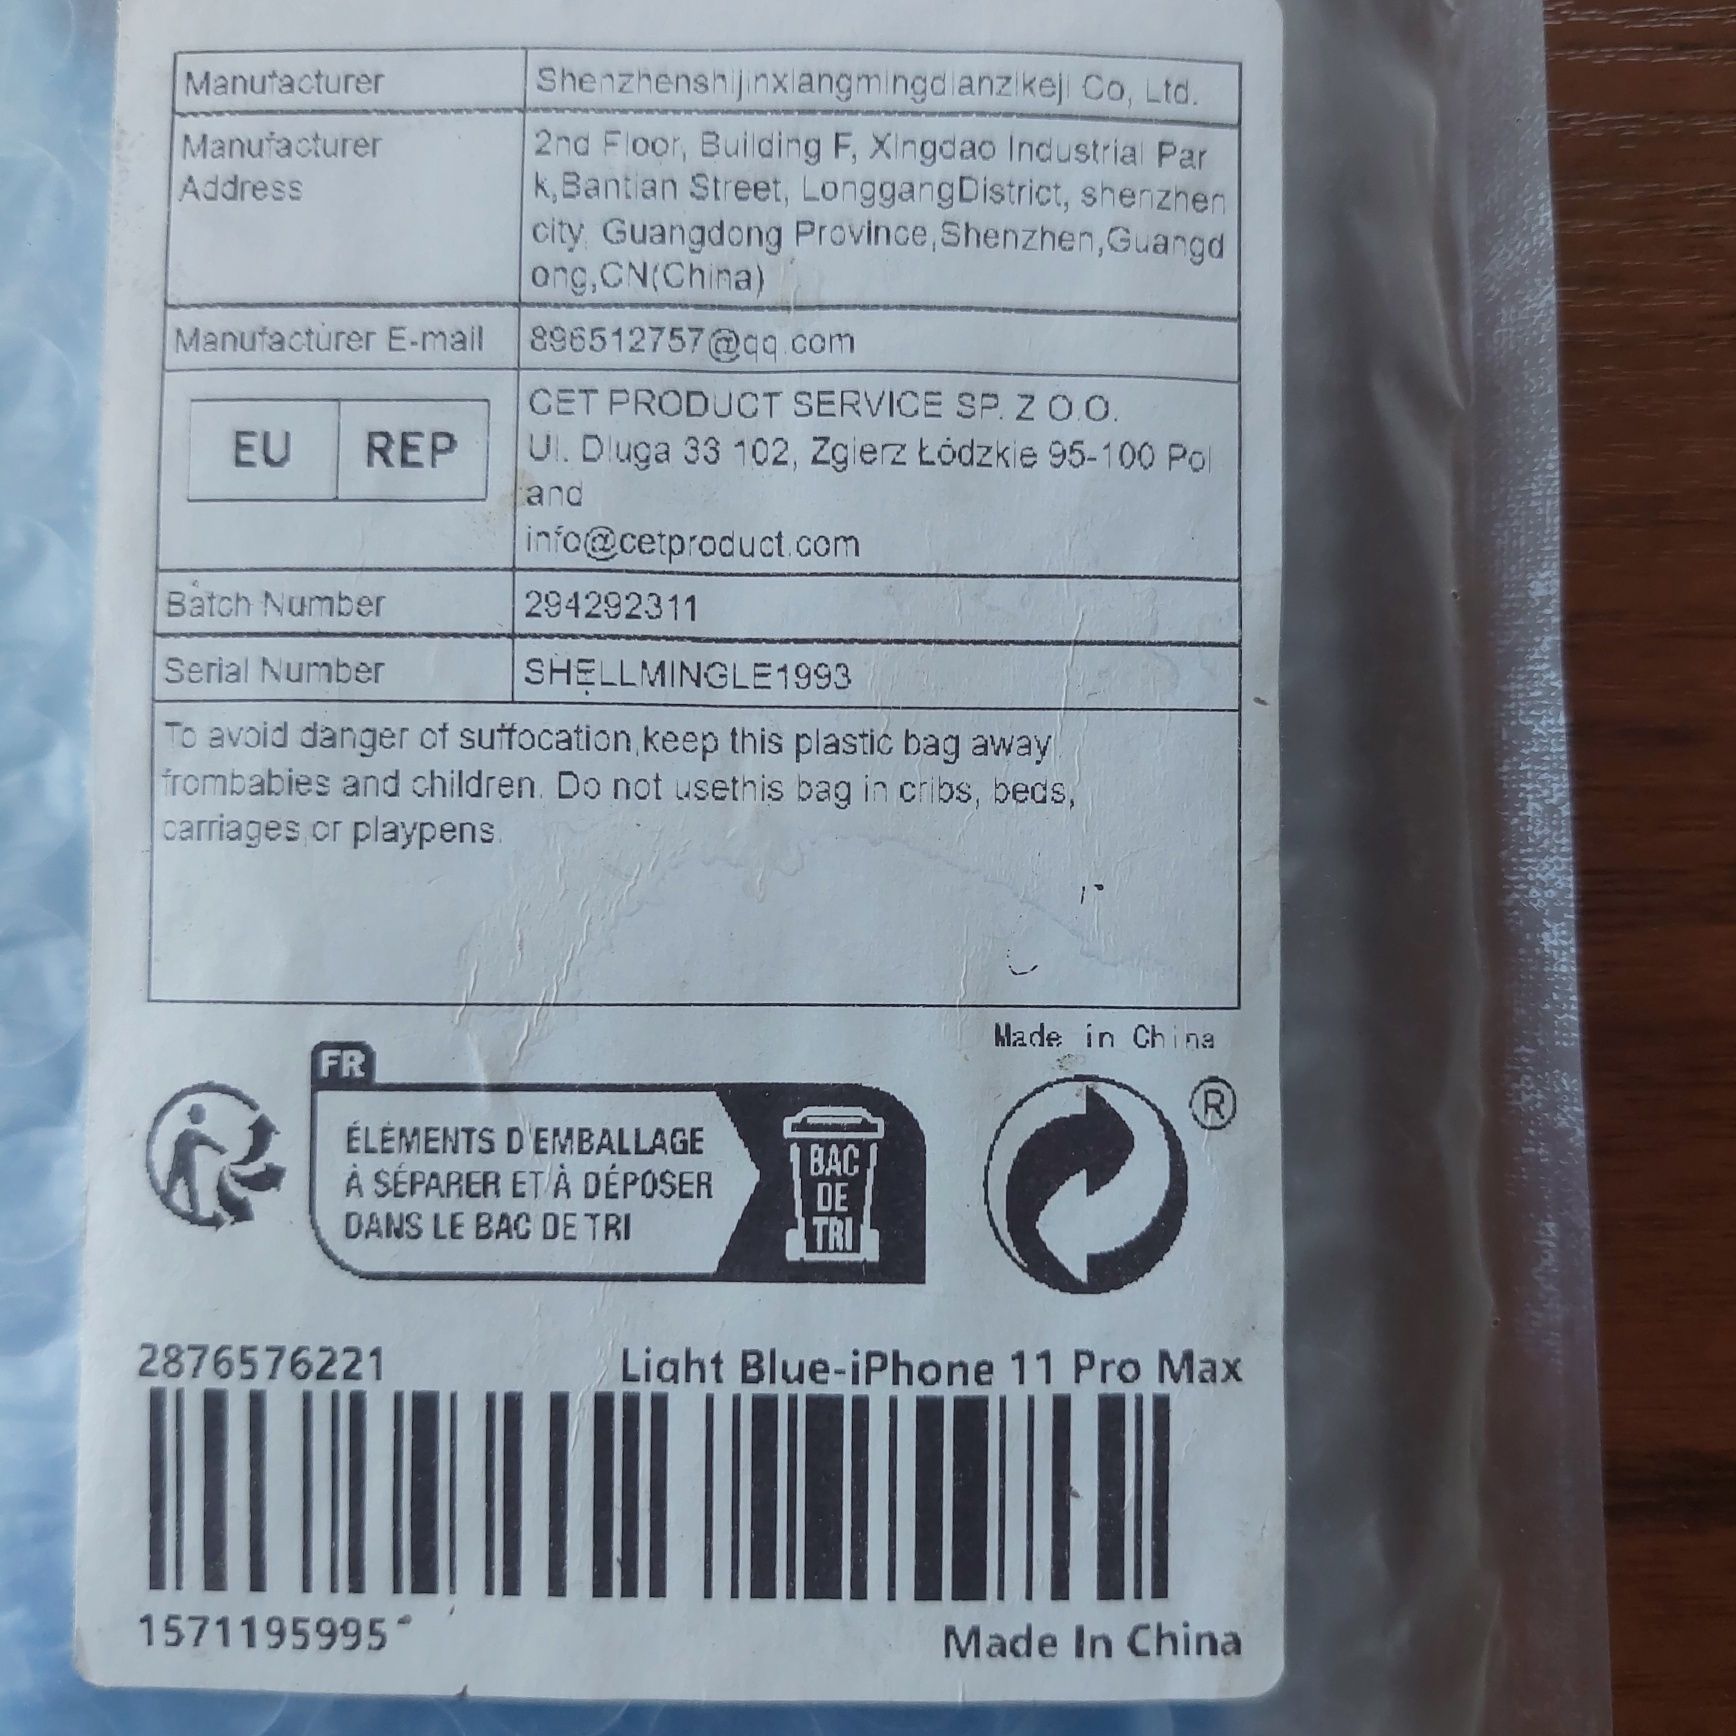 Manufacturer Shenzhenshijinxiangmingdianzikeji Co, Ltd.
Manufacturer
Address
2nd Floor, Building F, Xingdao Industrial Par
k,Bantian Street, LonggangDistrict, shenzhen
city, Guangdong Province,Shenzhen,Guangd
ong,CN(China)
Manufacturer E-mail 896512757@qq.com
EU REP
CET PRODUCT SERVICE SP. Z O.O.
Ul. Dluga 33 102, Zgierz Łódzkie 95-100 Pol
and
info@cetproduct.com
Batch Number 294292311
Serial Number SHELLMINGLE1993
To avoid danger of suffocation,keep this plastic bag away
frombabies and children. Do not usethis bag in cribs, beds,
carriages,or playpens.
Made in China
FR
ÉLÉMENTS D'EMBALLAGE
À SÉPARER ET À DÉPOSER
DANS LE BAC DE TRI
BAC
DE
TRI
®
2876576221 Light Blue-iPhone 11 Pro Max
1571195995 Made In China